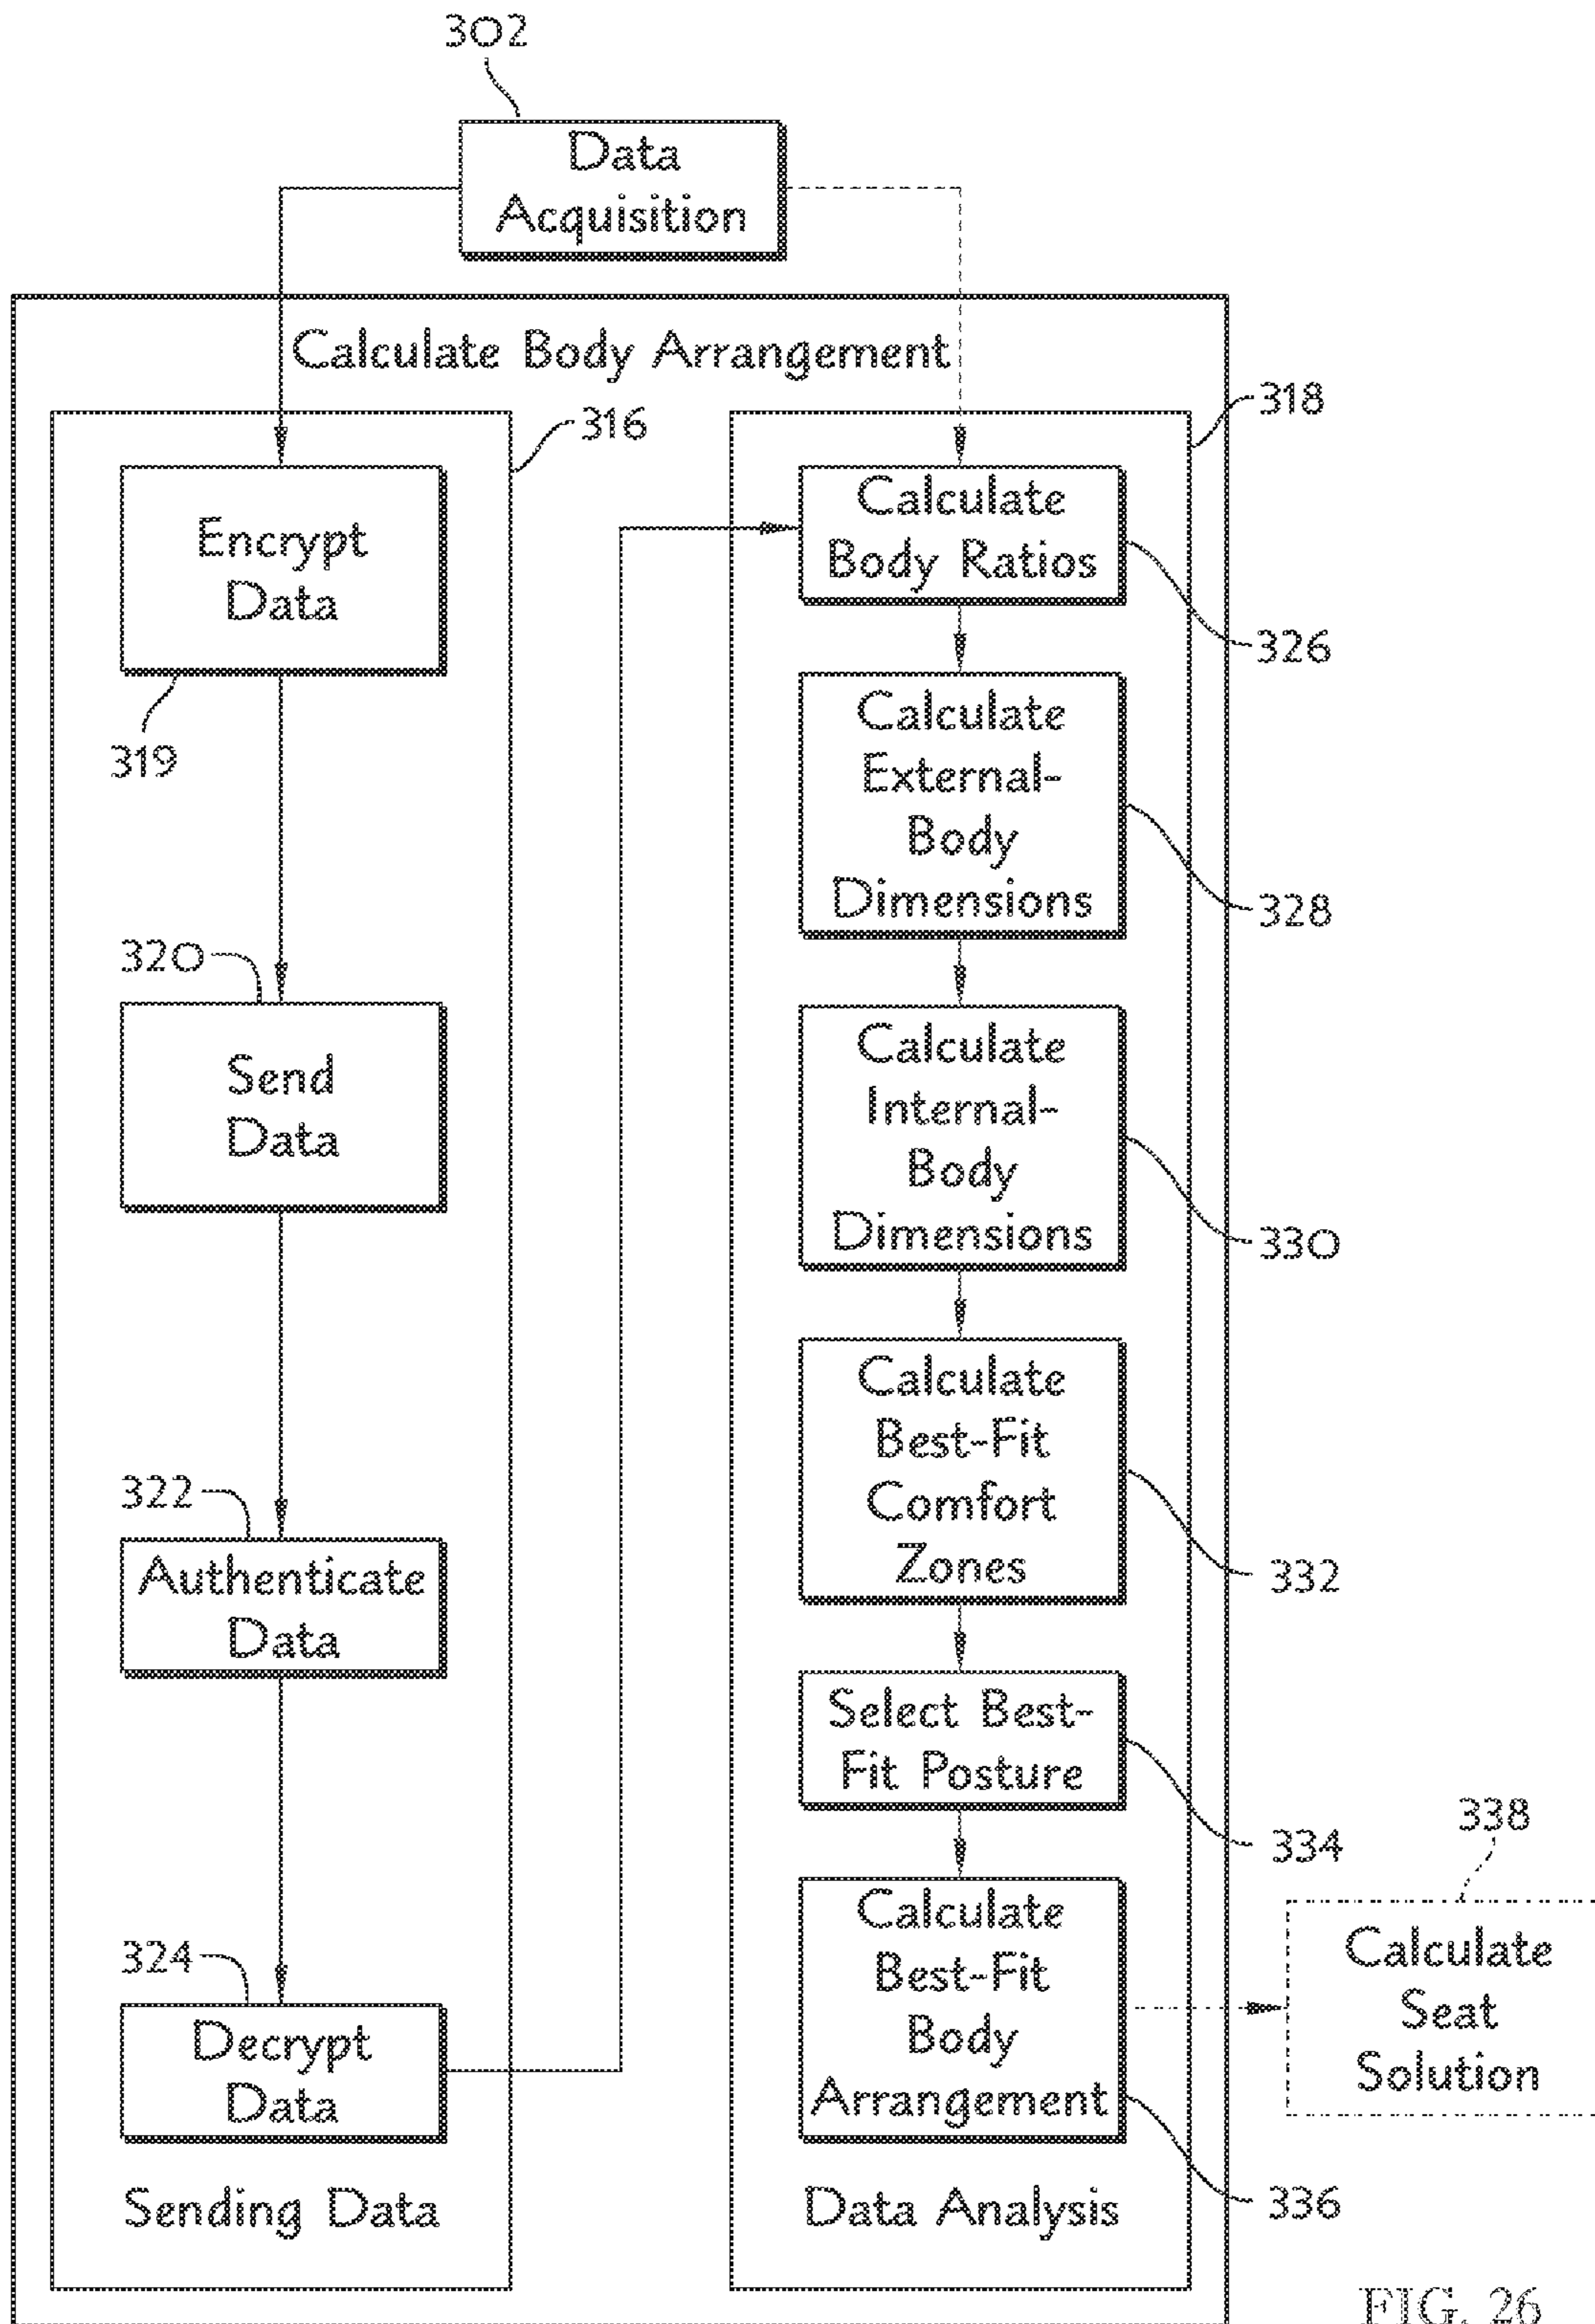 302
Data
Acquisition
Calculate Body Arrangement
316
318
Encrypt
Data
319
320
Send
Data
322
Authenticate
Data
324
Decrypt
Data
Sending Data
Calculate
Body Ratios
326
Calculate
External-
Body
Dimensions
328
Calculate
Internal-
Body
Dimensions
330
Calculate
Best-Fit
Comfort
Zones
332
Select Best-
Fit Posture
334
Calculate
Best-Fit
Body
Arrangement
336
Data Analysis
338
Calculate
Seat
Solution
FIG. 26